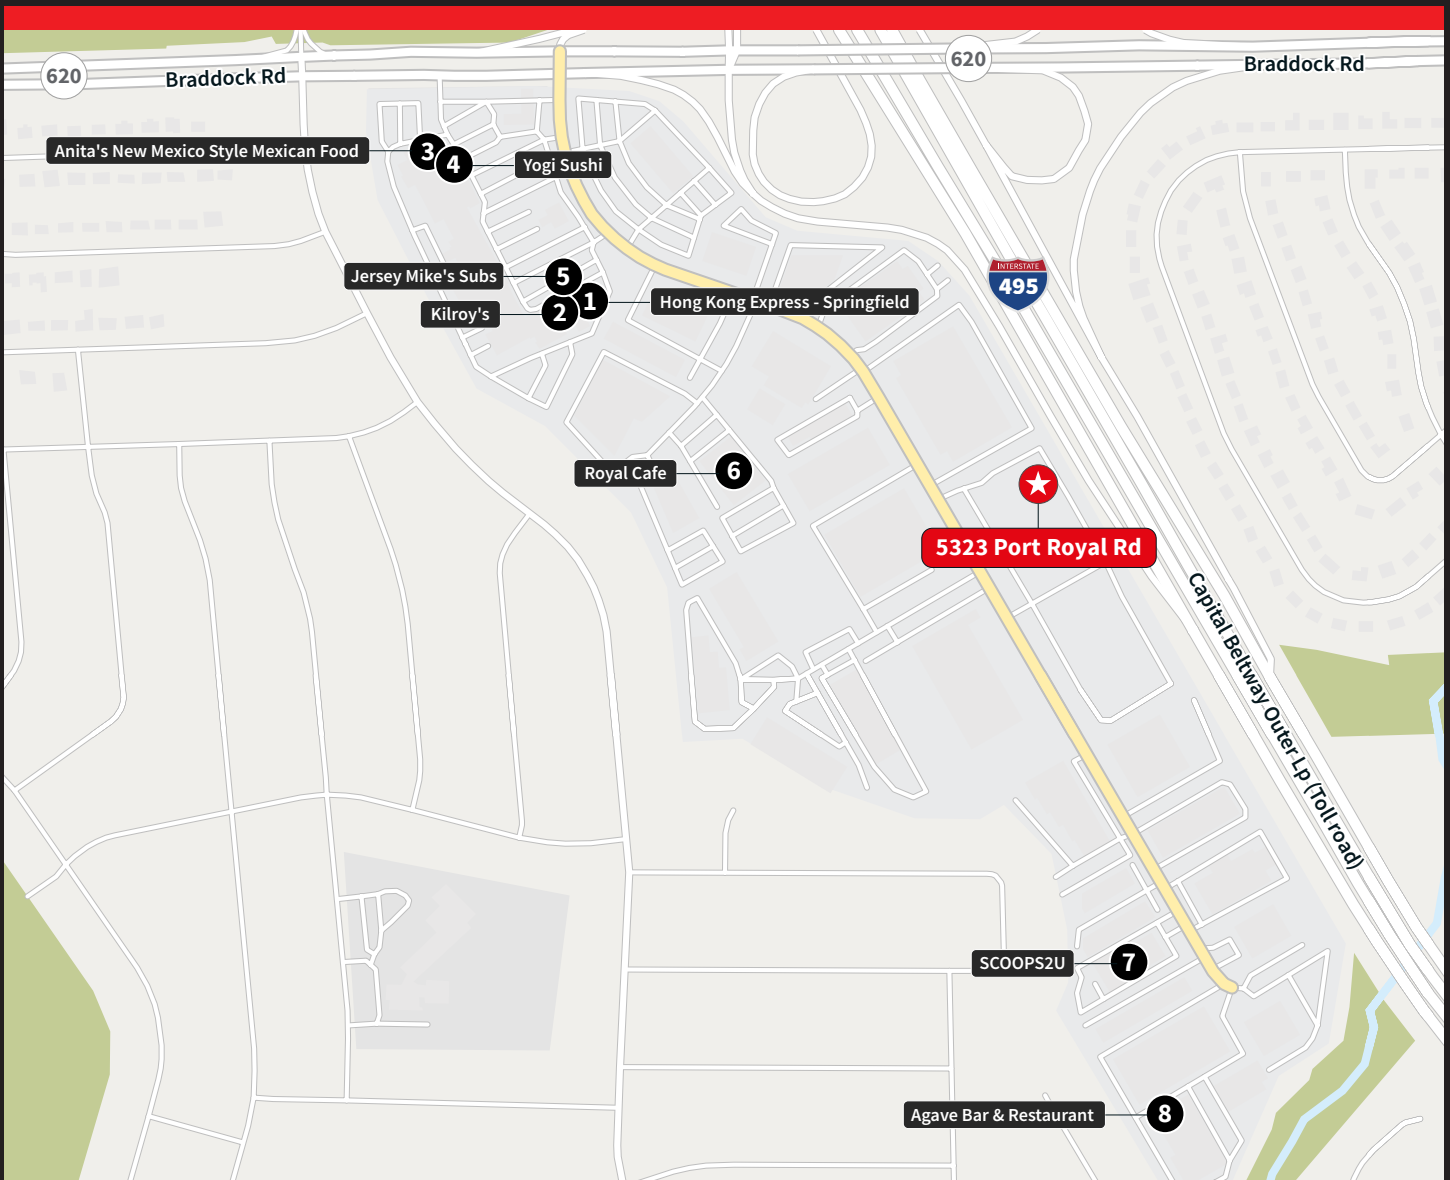 620
Braddock Rd
620
Braddock Rd
Anita's New Mexico Style Mexican Food
3
4
Yogi Sushi
INTERSTATE
495
Jersey Mike's Subs
5
Kilroy's
2
1
Hong Kong Express - Springfield
Royal Cafe
6
5323 Port Royal Rd
Capital Beltway Outer Lp (Toll road)
SCOOPS2U
7
Agave Bar & Restaurant
8